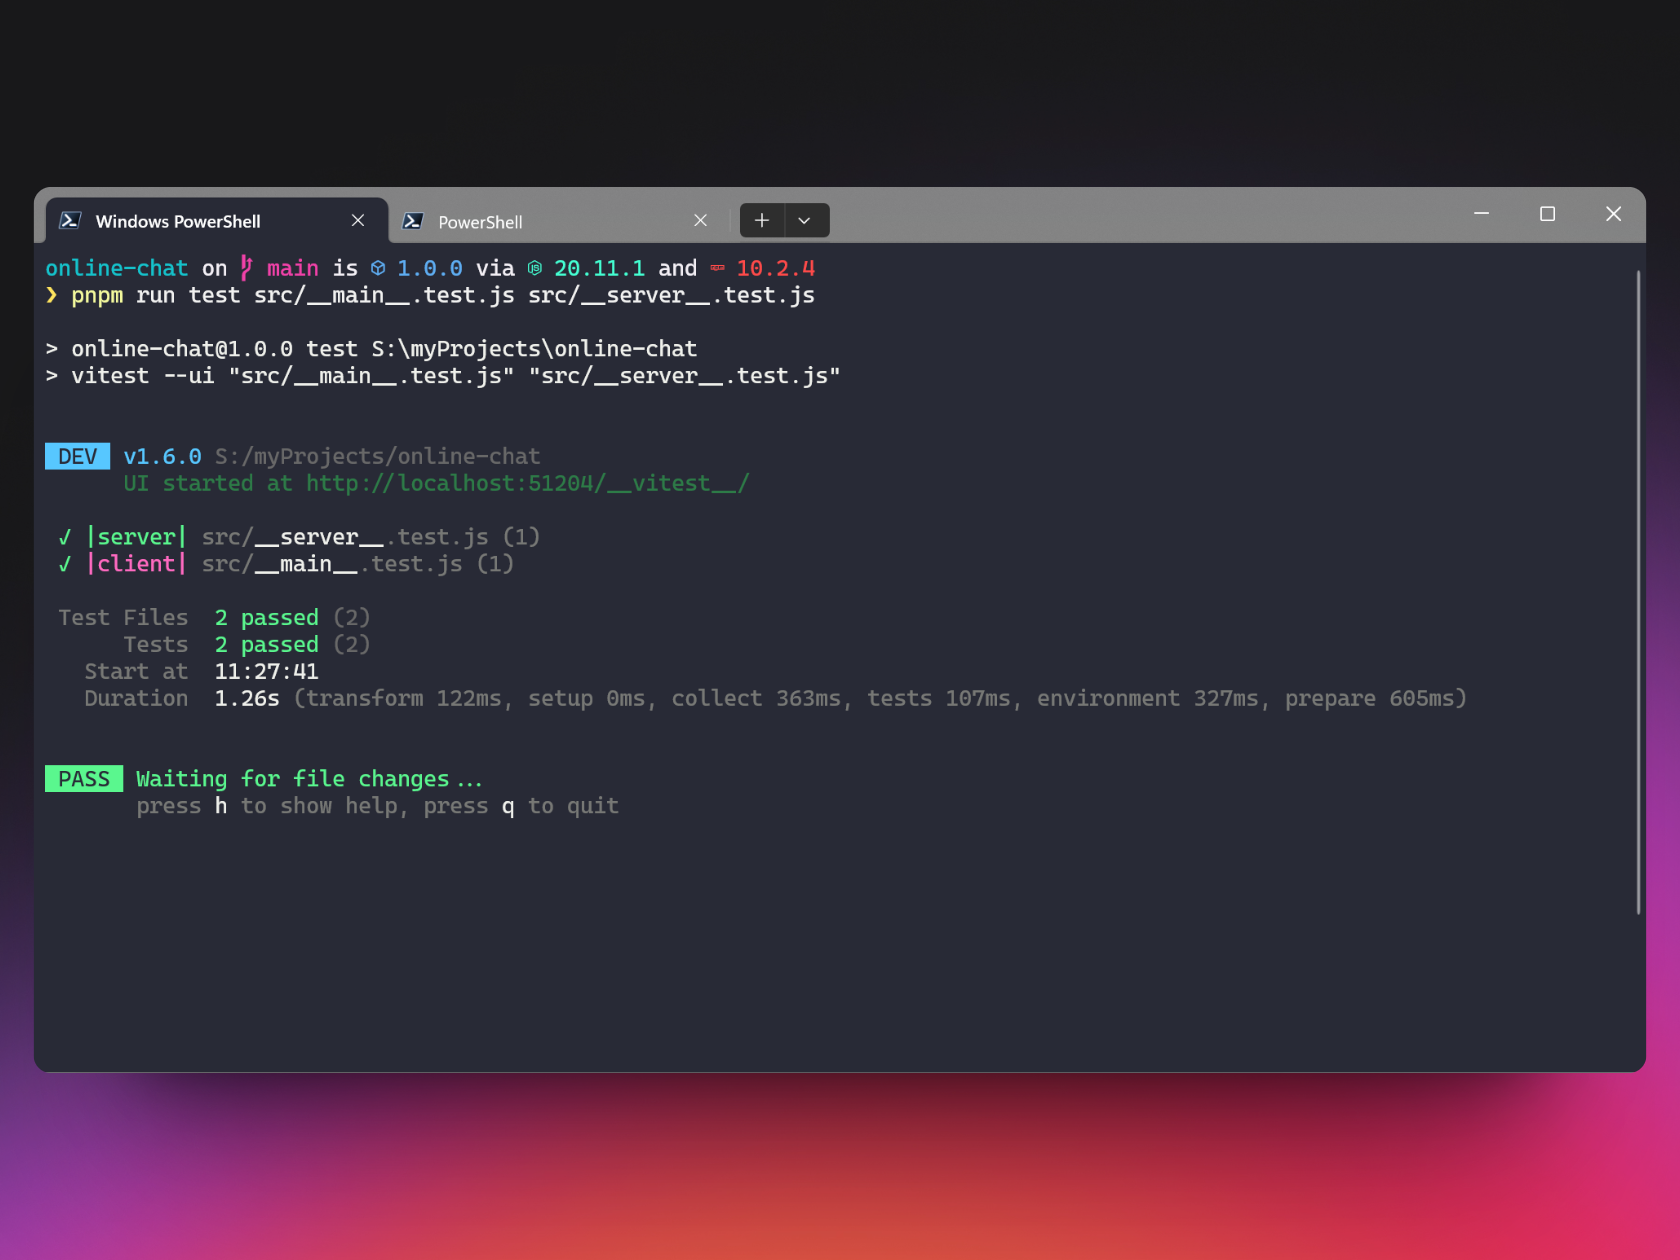 Windows PowerShell
PowerShell
online-chat on main is 1.0.0 via 20.11.1 and 10.2.4
❯ pnpm run test src/__main__.test.js src/__server__.test.js
> online-chat@1.0.0 test S:\myProjects\online-chat
> vitest --ui "src/__main__.test.js" "src/__server__.test.js"
DEV v1.6.0 S:/myProjects/online-chat
UI started at http://localhost:51204/__vitest__/
✓ |server| src/__server__.test.js (1)
✓ |client| src/__main__.test.js (1)
Test Files 2 passed (2)
Tests 2 passed (2)
Start at 11:27:41
Duration 1.26s (transform 122ms, setup 0ms, collect 363ms, tests 107ms, environment 327ms, prepare 605ms)
PASS Waiting for file changes...
press h to show help, press q to quit